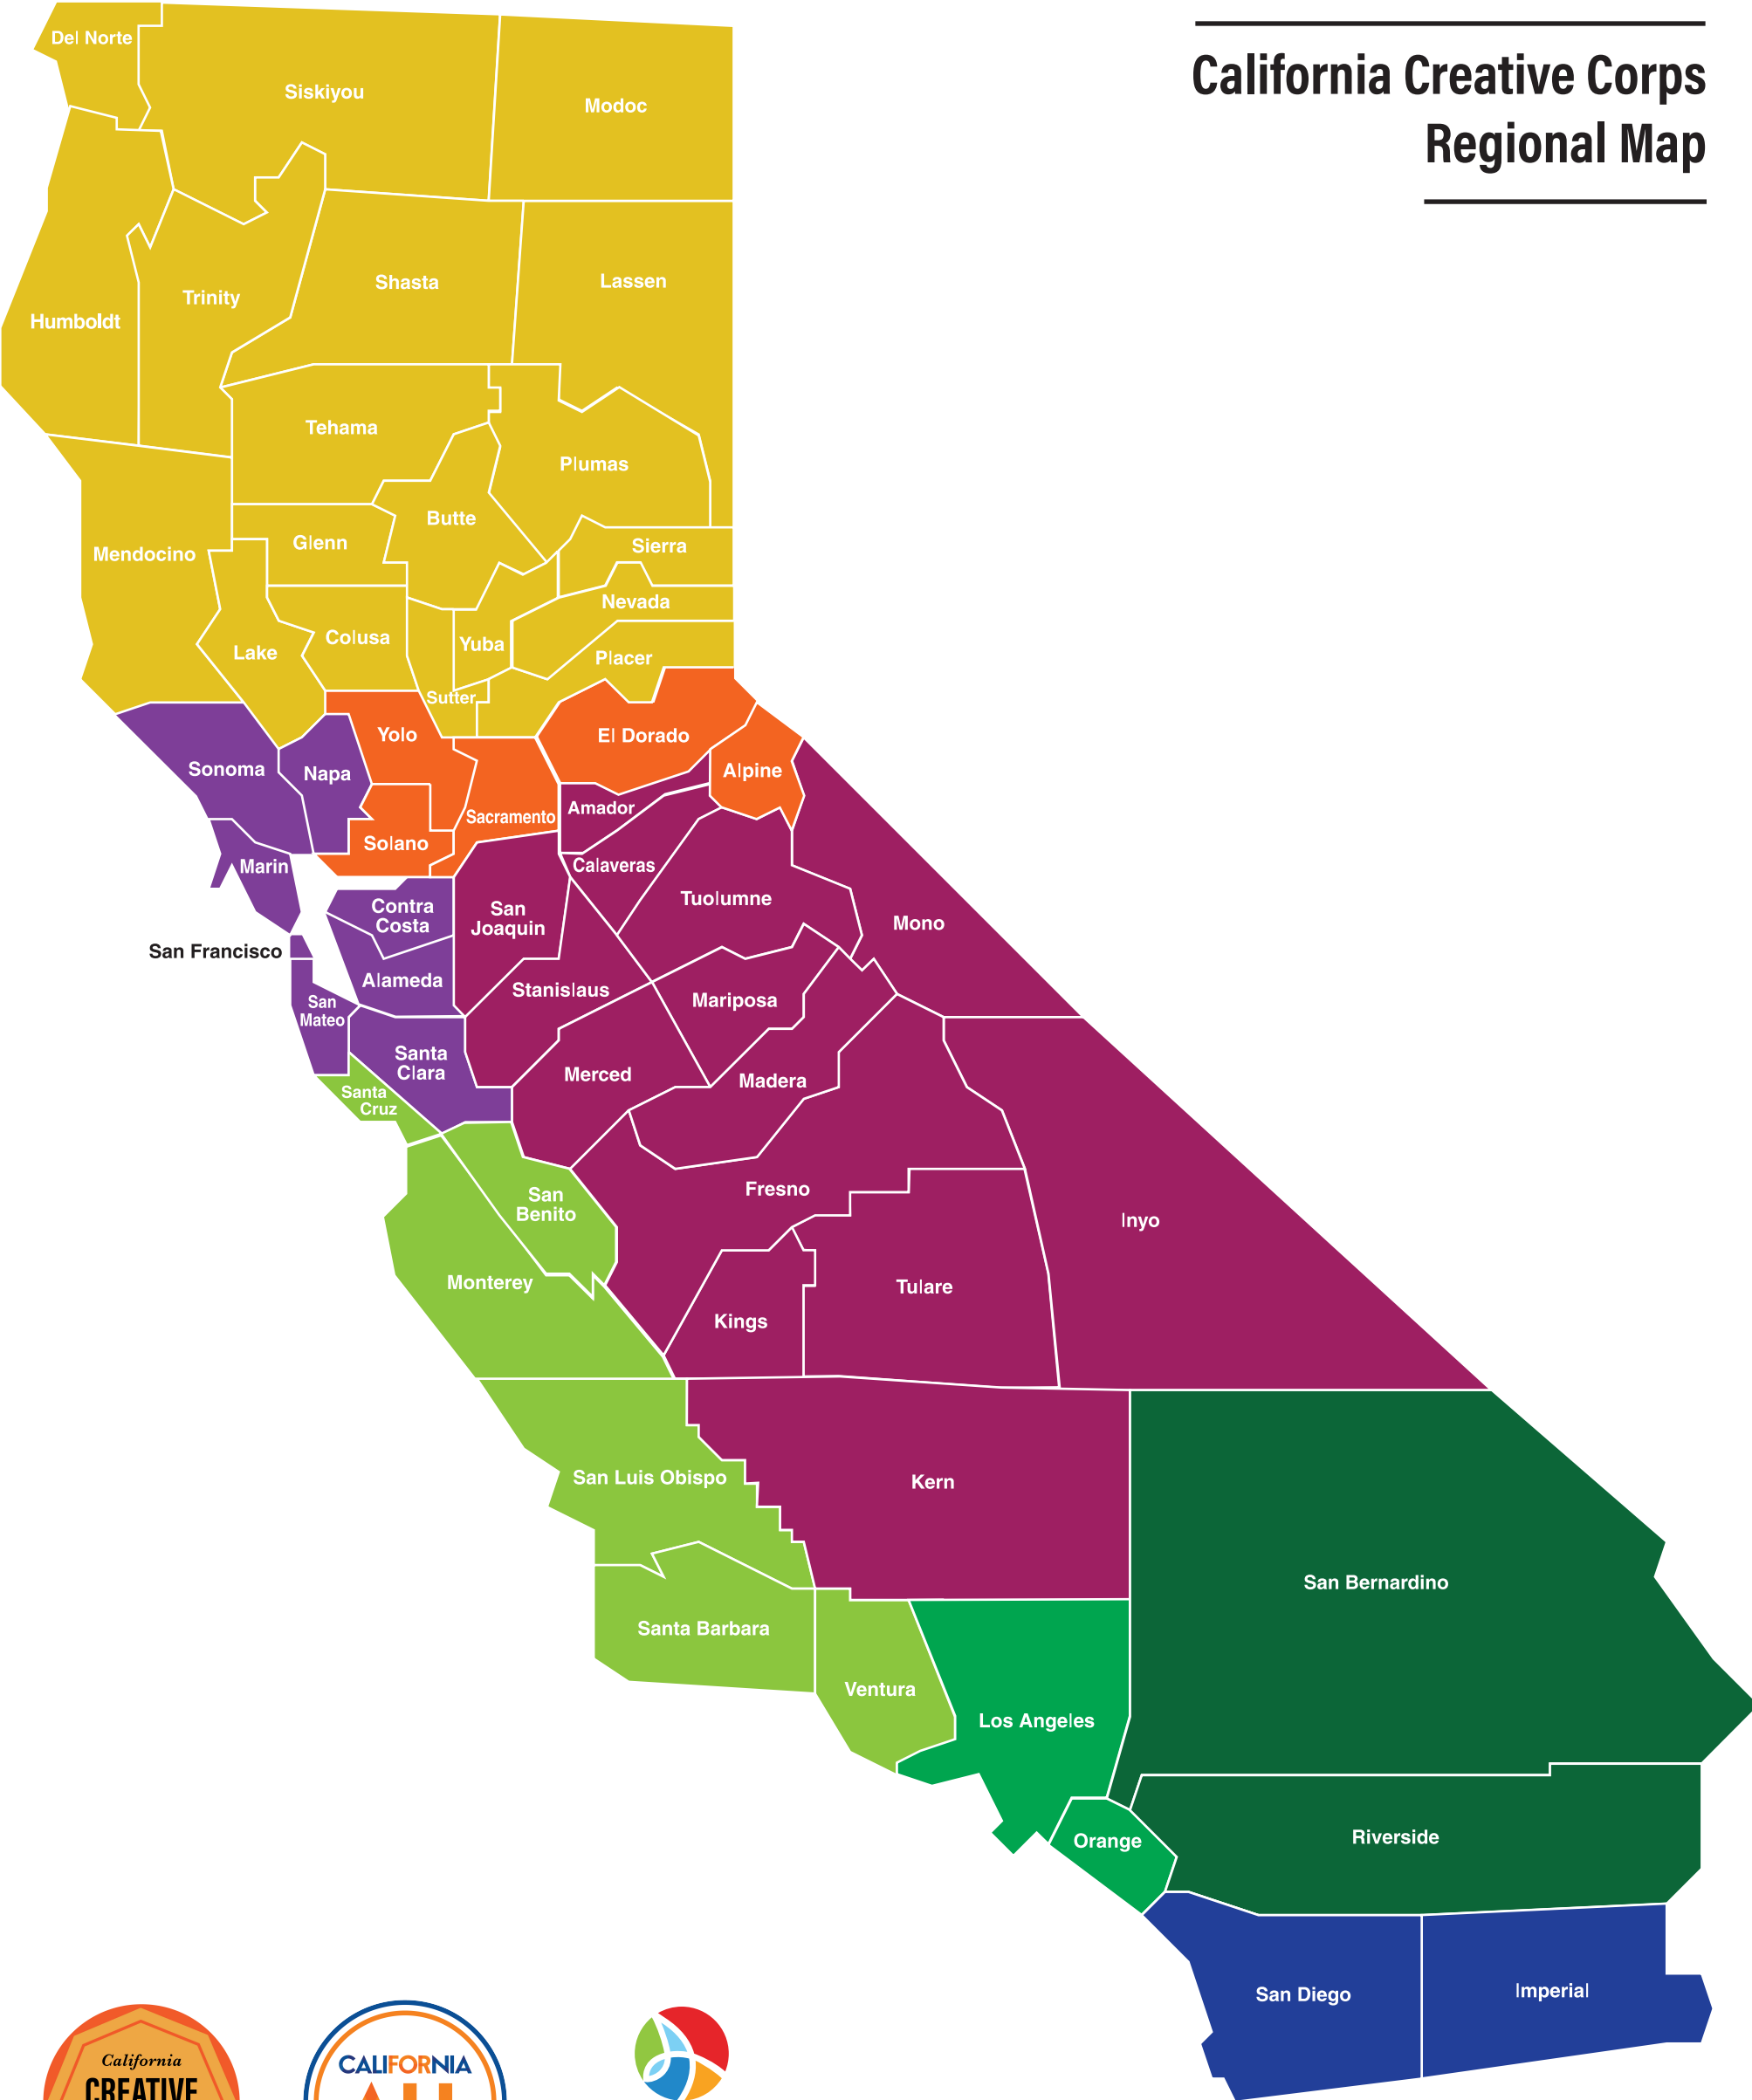 California Creative Corps
Regional Map
Del Norte
Siskiyou
Modoc
Humboldt
Trinity
Shasta
Lassen
Tehama
Plumas
Butte
Glenn
Mendocino
Sierra
Nevada
Colusa
Yuba
Lake
Placer
Sutter
Yolo
El Dorado
Sonoma
Napa
Alpine
Amador
Sacramento
Solano
Marin
Calaveras
Tuolumne
Contra
Costa
San
Joaquin
Mono
San Francisco
Alameda
Stanislaus
San
Mateo
Mariposa
Santa
Clara
Merced
Madera
Santa
Cruz
Fresno
San
Benito
Inyo
Monterey
Tulare
Kings
San Luis Obispo
Kern
San Bernardino
Santa Barbara
Ventura
Los Angeles
Orange
Riverside
San Diego
Imperial
California
CREATIVE
CALIFORNIA